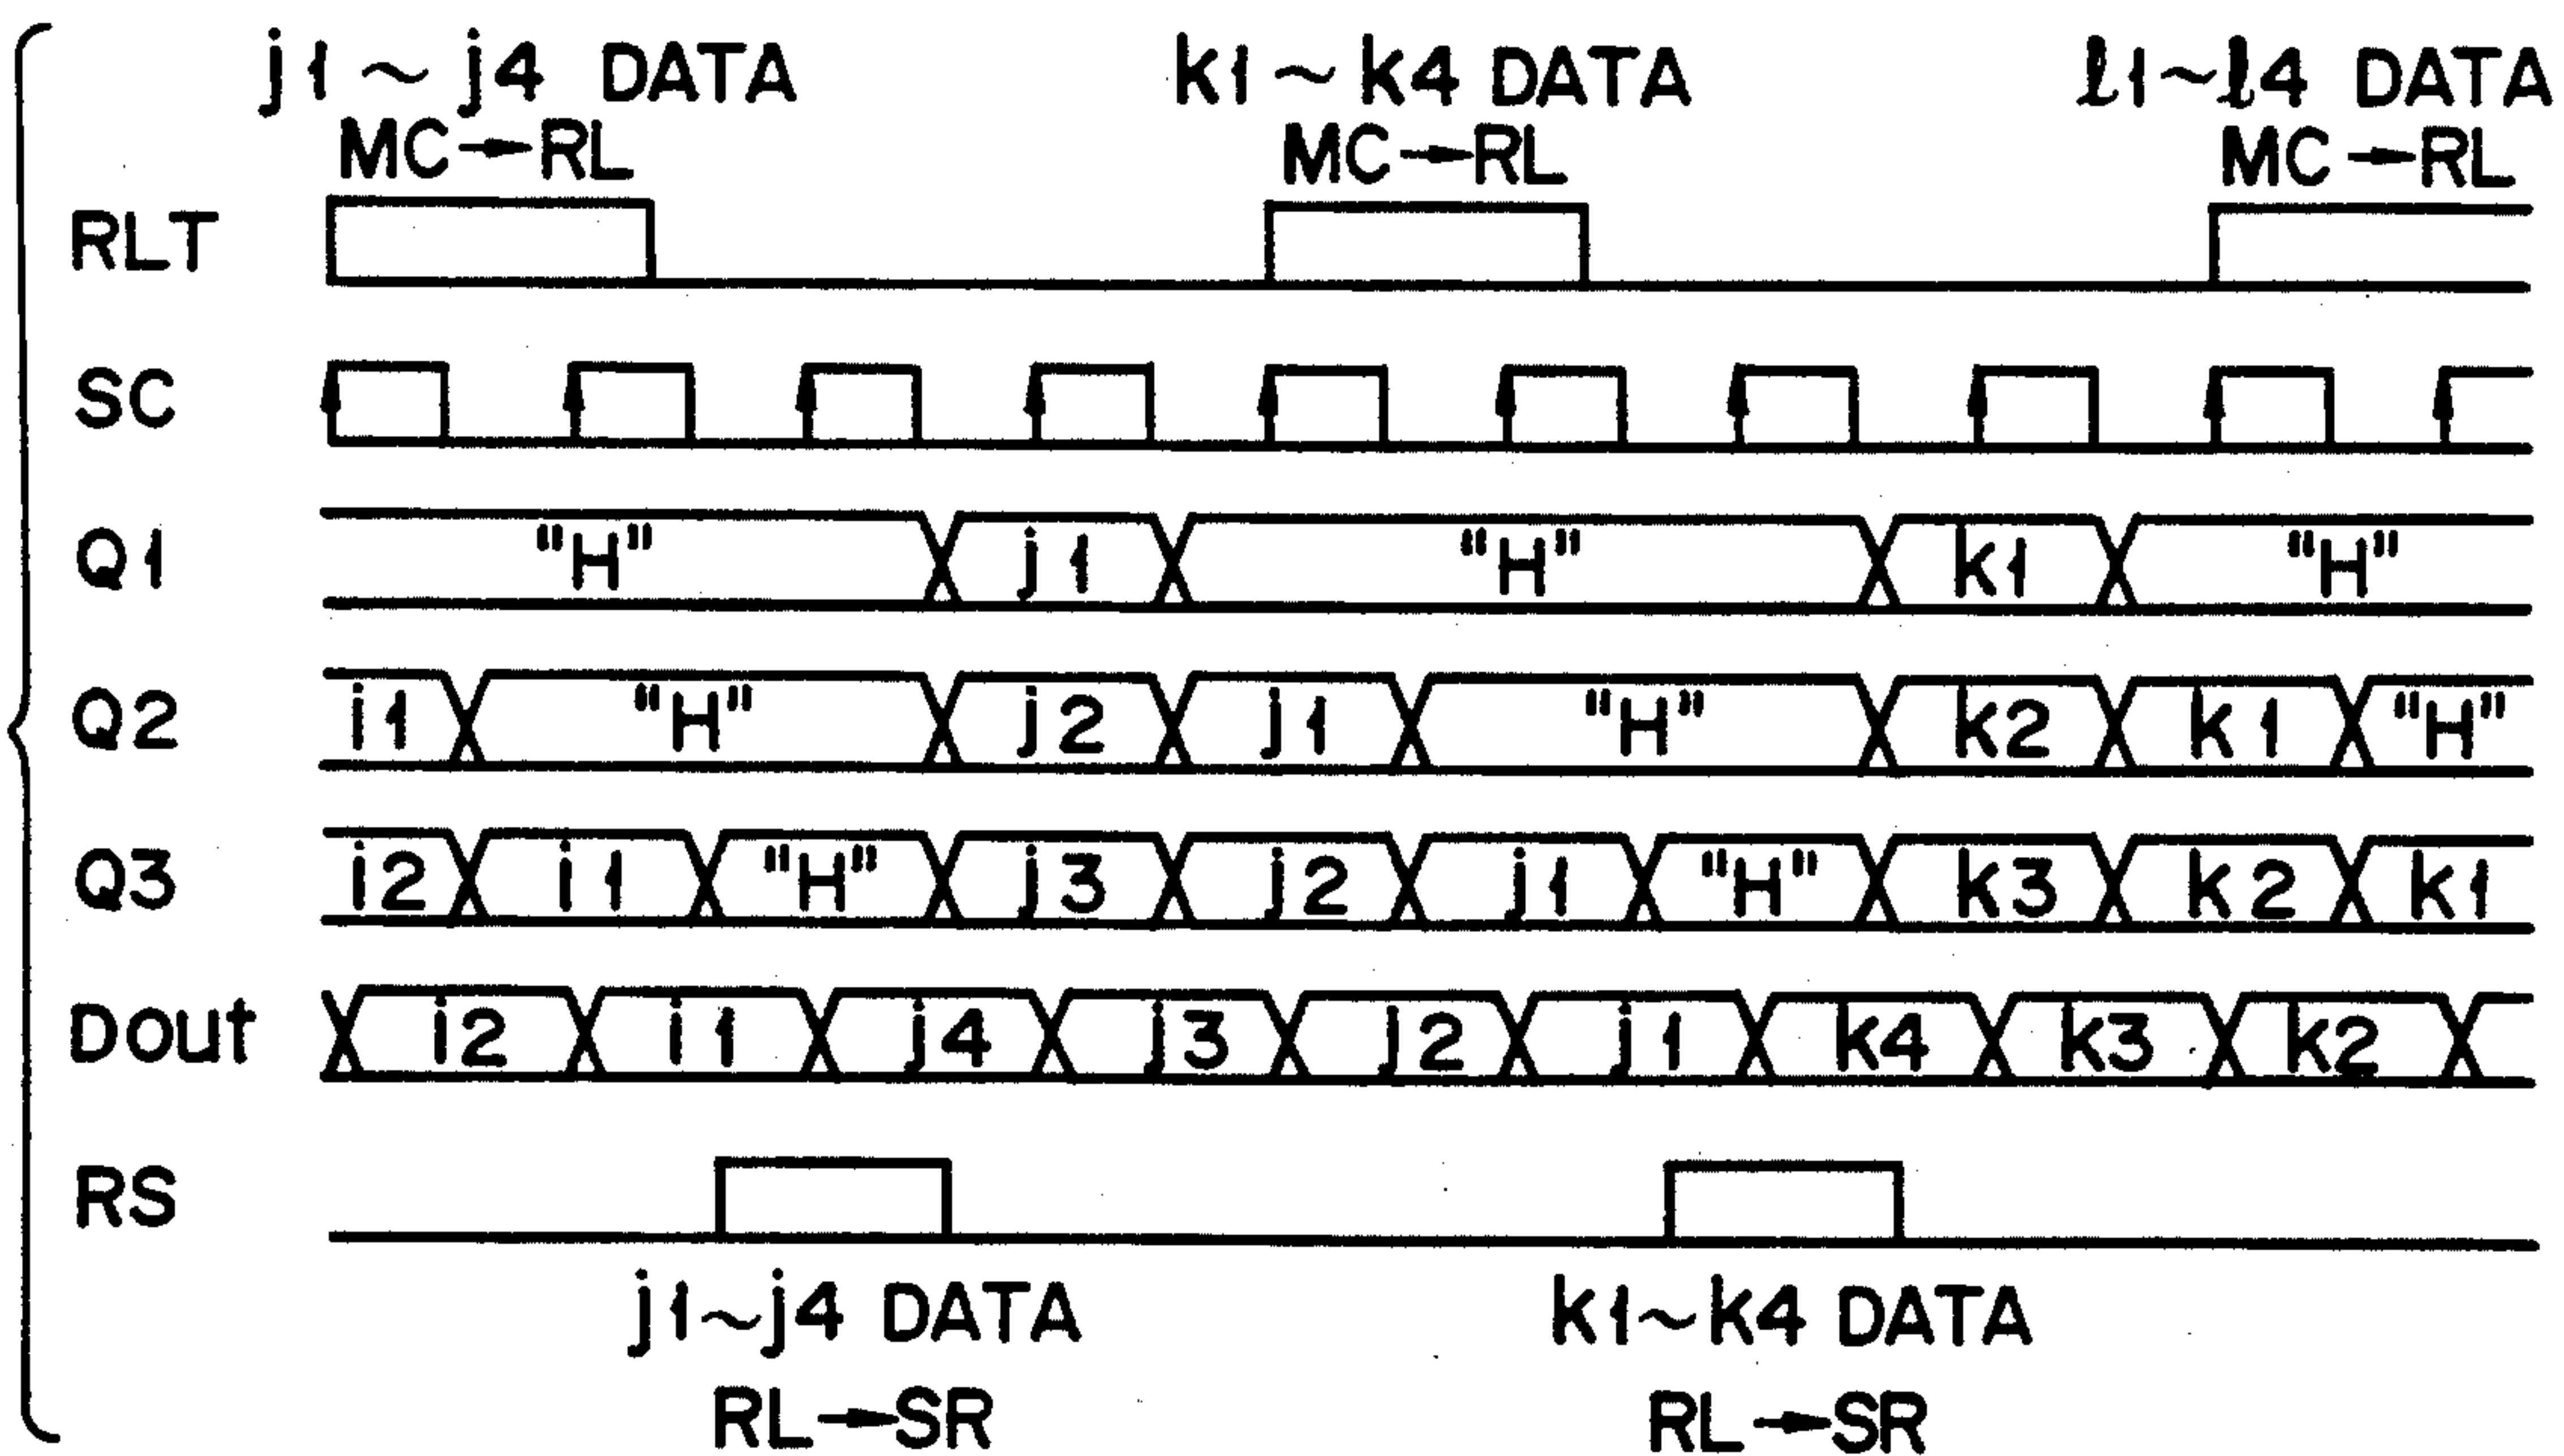 j1~j4 DATA k1~k4 DATA ℓ1~ℓ4 DATA
MC→RL MC→RL MC→RL
RLT
SC
Q1 "H" j1 "H" k1 "H"
Q2 i1 "H" j2 j1 "H" k2 k1 "H"
Q3 i2 i1 "H" j3 j2 j1 "H" k3 k2 k1
Dout i2 i1 j4 j3 j2 j1 k4 k3 k2
RS
j1~j4 DATA k1~k4 DATA
RL→SR RL→SR